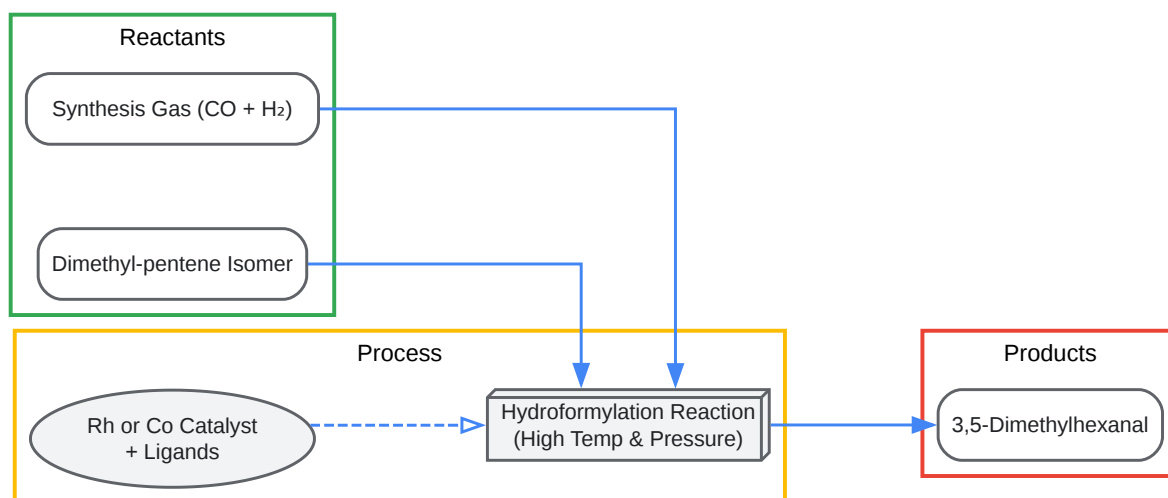 Reactants
Synthesis Gas (CO + H₂)
Dimethyl-pentene Isomer
Process
Rh or Co Catalyst
+ Ligands
Hydroformylation Reaction
(High Temp & Pressure)
Products
3,5-Dimethylhexanal